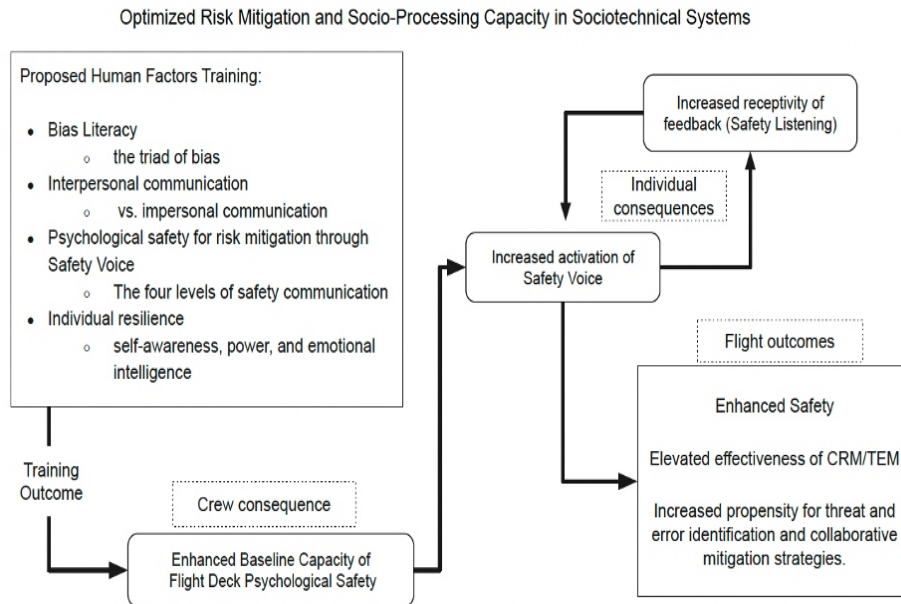 Optimized Risk Mitigation and Socio-Processing Capacity in Sociotechnical Systems
Proposed Human Factors Training:
• Bias Literacy
o the triad of bias
• Interpersonal communication
o vs. impersonal communication
• Psychological safety for risk mitigation through
Safety Voice
o The four levels of safety communication
• Individual resilience
o self-awareness, power, and emotional
intelligence
Training
Outcome
Crew consequence
Enhanced Baseline Capacity of
Flight Deck Psychological Safety
Increased activation of
Safety Voice
Individual
consequences
Increased receptivity of
feedback (Safety Listening)
Flight outcomes
Enhanced Safety
Elevated effectiveness of CRM/TEM
Increased propensity for threat and
error identification and collaborative
mitigation strategies.